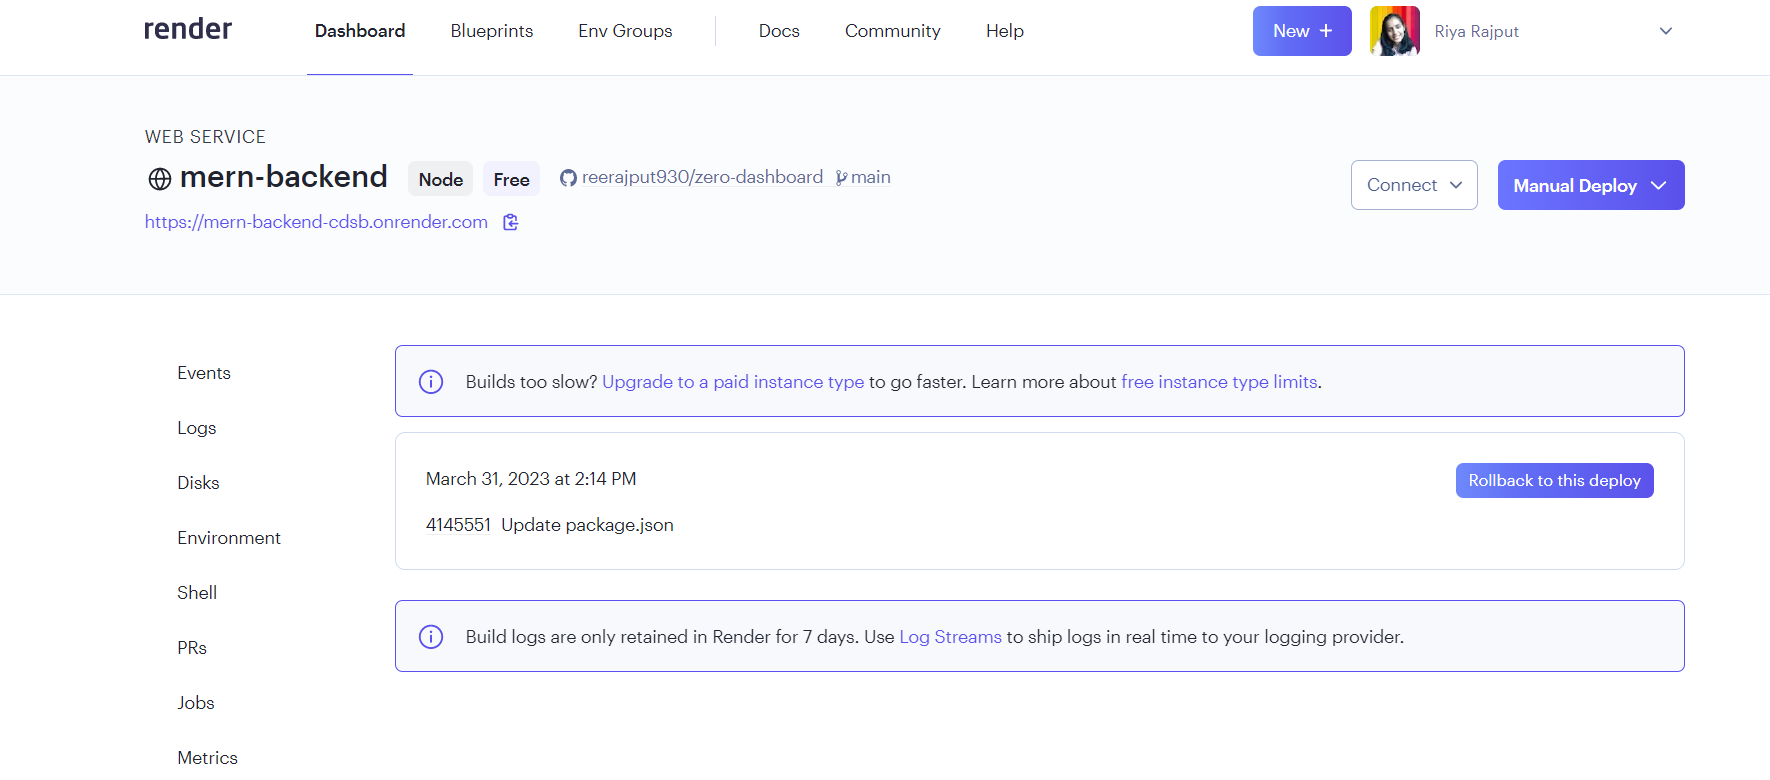 render
Dashboard
Blueprints
Env Groups
Docs
Community
Help
New +
Riya Rajput
WEB SERVICE
mern-backend
Node
Free
reerajput930/zero-dashboard
main
https://mern-backend-cdsb.onrender.com
Connect
Manual Deploy
Events
Logs
Disks
Environment
Shell
PRs
Jobs
Metrics
Builds too slow? Upgrade to a paid instance type to go faster. Learn more about free instance type limits.
March 31, 2023 at 2:14 PM
Rollback to this deploy
4145551 Update package.json
Build logs are only retained in Render for 7 days. Use Log Streams to ship logs in real time to your logging provider.